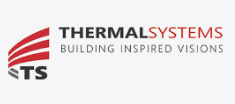 THERMALSYSTEMS
BUILDING INSPIRED VISIONS
TS